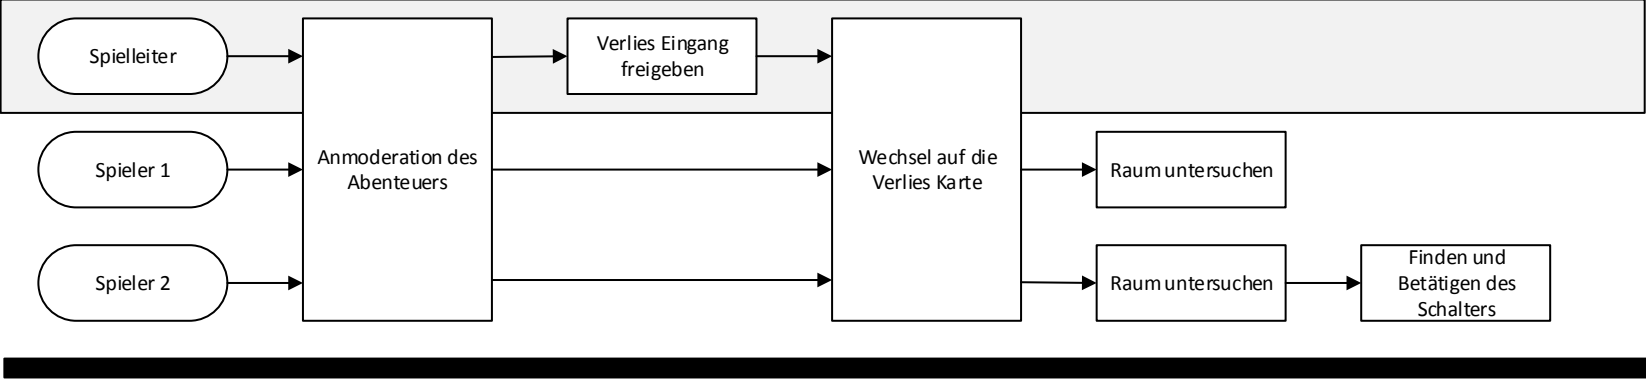 Spielleiter
Verlies Eingang
freigeben
Spieler 1
Anmoderation des
Abenteuers
Wechsel auf die
Verlies Karte
Raum untersuchen
Spieler 2
Raum untersuchen
Finden und
Betätigen des
Schalters